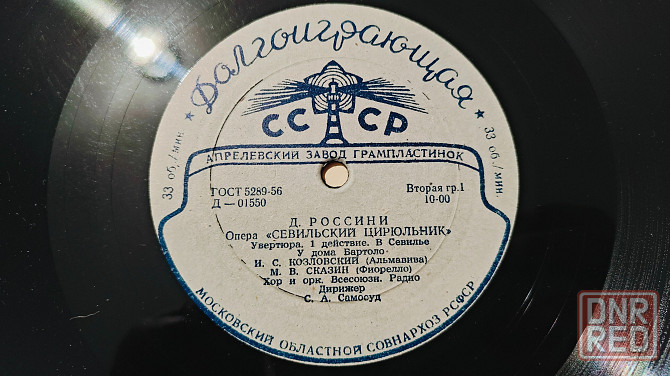 Долгоиграющая
СССР
33 об./мин.
33 об./мин.
АПРЕЛЕВСКИЙ ЗАВОД ГРАМПЛАСТИНОК
ГОСТ 5289-56
Д — 01550
Вторая гр.1
10-00
Д. РОССИНИ
Опера «СЕВИЛЬСКИЙ ЦИРЮЛЬНИК»
Увертюра. 1 действие. В Севилье
У дома Бартоло
И. С. КОЗЛОВСКИЙ (Альмавива)
М. В. СКАЗИН (Фиорелло)
Хор и орк. Всесоюзн. Радио
Дирижер
С. А. Самосуд
МОСКОВСКИЙ ОБЛАСТНОЙ СОВНАРХОЗ РСФСР
DNR
RED